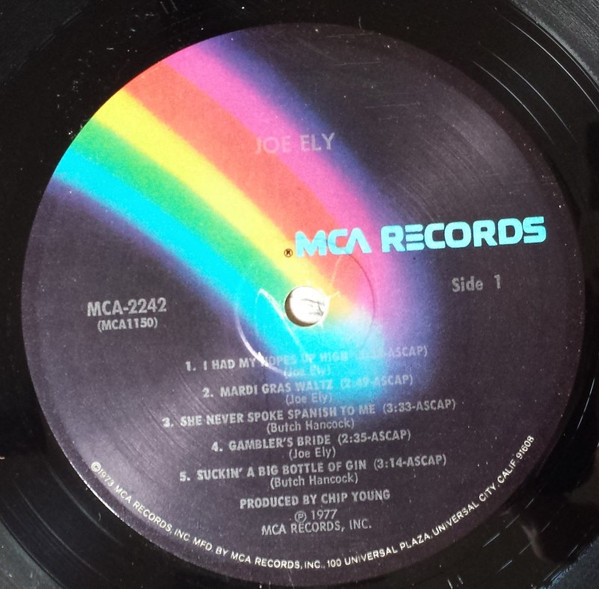 JOE ELY
® MCA RECORDS
Side 1
MCA-2242
(MCA1150)
1. I HAD MY HOPES UP HIGH ASCAP)
(Joe Ely)
2. MARDI GRAS WALTZ (2:49-ASCAP)
(Joe Ely)
3. SHE NEVER SPOKE SPANISH TO ME (3:33-ASCAP)
(Butch Hancock)
4. GAMBLER'S BRIDE (2:35-ASCAP)
(Joe Ely)
5. SUCKIN' A BIG BOTTLE OF GIN (3:14-ASCAP)
(Butch Hancock)
PRODUCED BY CHIP YOUNG
℗ 1977
MCA RECORDS, INC.
©1973 MCA RECORDS, INC. MFD. BY MCA RECORDS, INC., 100 UNIVERSAL PLAZA, UNIVERSAL CITY, CALIF. 91608